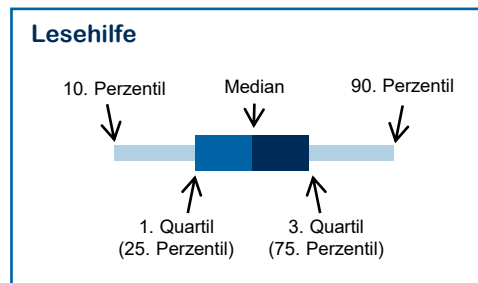 Lesehilfe
10. Perzentil
Median
90. Perzentil
1. Quartil
(25. Perzentil)
3. Quartil
(75. Perzentil)